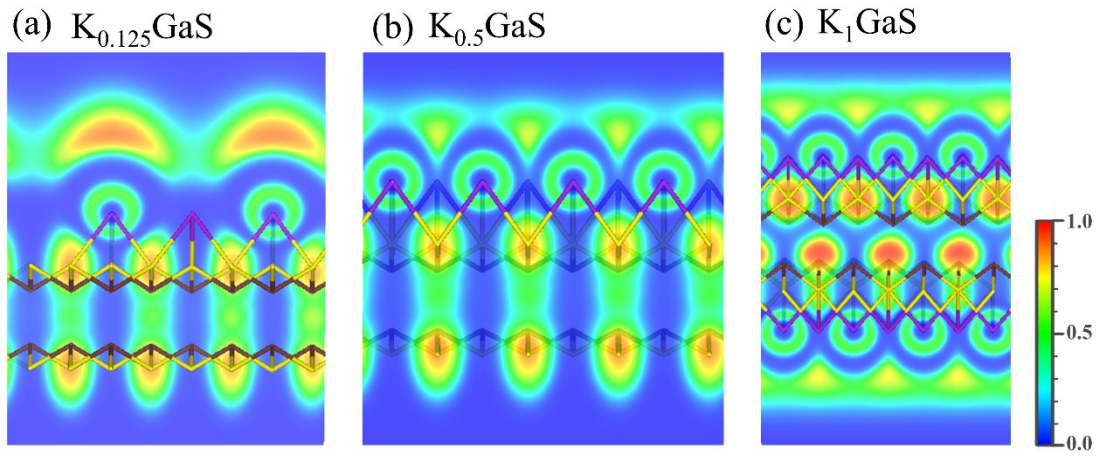 (a) K₀.₁₂₅GaS
(b) K₀.₅GaS
(c) K₁GaS
1.0
0.5
0.0